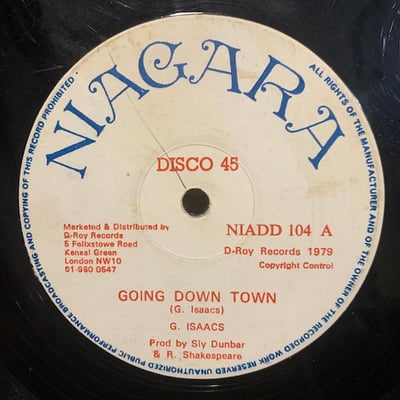 NIAGARA
ALL RIGHTS OF THE MANUFACTURER AND OF THE OWNER OF THE RECORDED WORK RESERVED UNAUTHORIZED PUBLIC PERFORMANCE BROADCASTING AND COPYING OF THIS RECORD PROHIBITED
DISCO 45
Marketed & Distributed by
D-Roy Records
5 Felixstowe Road
Kensal Green
London NW10
01-960 0547
NIADD 104 A
D-Roy Records 1979
Copyright Control
GOING DOWN TOWN
(G. Isaacs)
G. ISAACS
Prod by Sly Dunbar
& R. Shakespeare